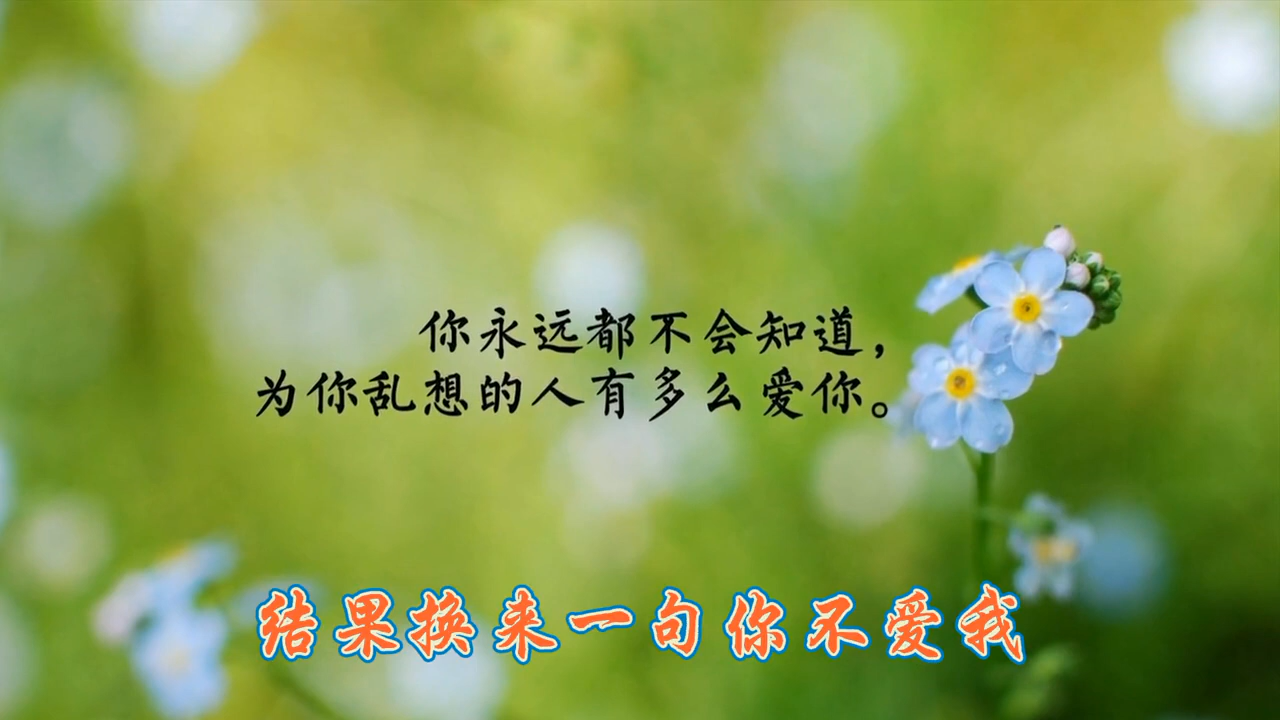 你永远都不会知道，
为你乱想的人有多么爱你。
结果换来一句你不爱我